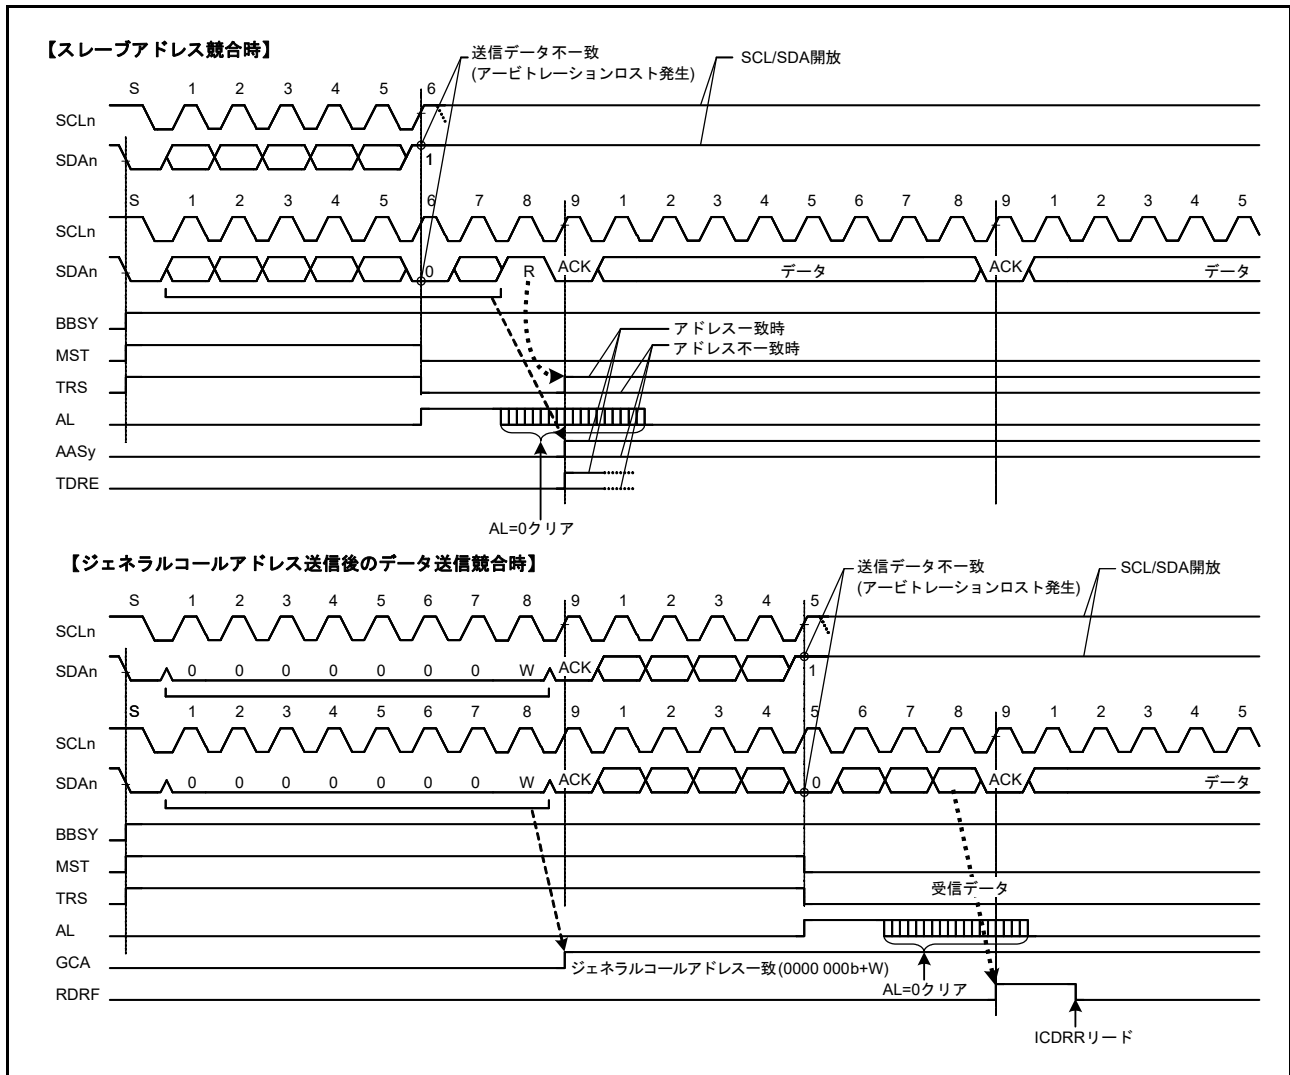 【スレーブアドレス競合時】
送信データ不一致
(アービトレーションロスト発生)
SCL/SDA開放
S 1 2 3 4 5 6
SCLn
SDAn
1
S 1 2 3 4 5 6 7 8 9 1 2 3 4 5 6 7 8 9 1 2 3 4 5
SCLn
SDAn 0 R ACK データ ACK データ
BBSY
アドレス一致時
MST
アドレス不一致時
TRS
AL
AASy
TDRE
AL=0クリア
【ジェネラルコールアドレス送信後のデータ送信競合時】
送信データ不一致
(アービトレーションロスト発生)
SCL/SDA開放
S 1 2 3 4 5 6 7 8 9 1 2 3 4 5
SCLn
SDAn 0 0 0 0 0 0 0 W ACK 1
S 1 2 3 4 5 6 7 8 9 1 2 3 4 5 6 7 8 9 1 2 3 4 5
SCLn
SDAn 0 0 0 0 0 0 0 W ACK 0 ACK データ
BBSY
MST
TRS 受信データ
AL
GCA ジェネラルコールアドレス一致(0000 000b+W)
AL=0クリア
RDRF
ICDRRリード